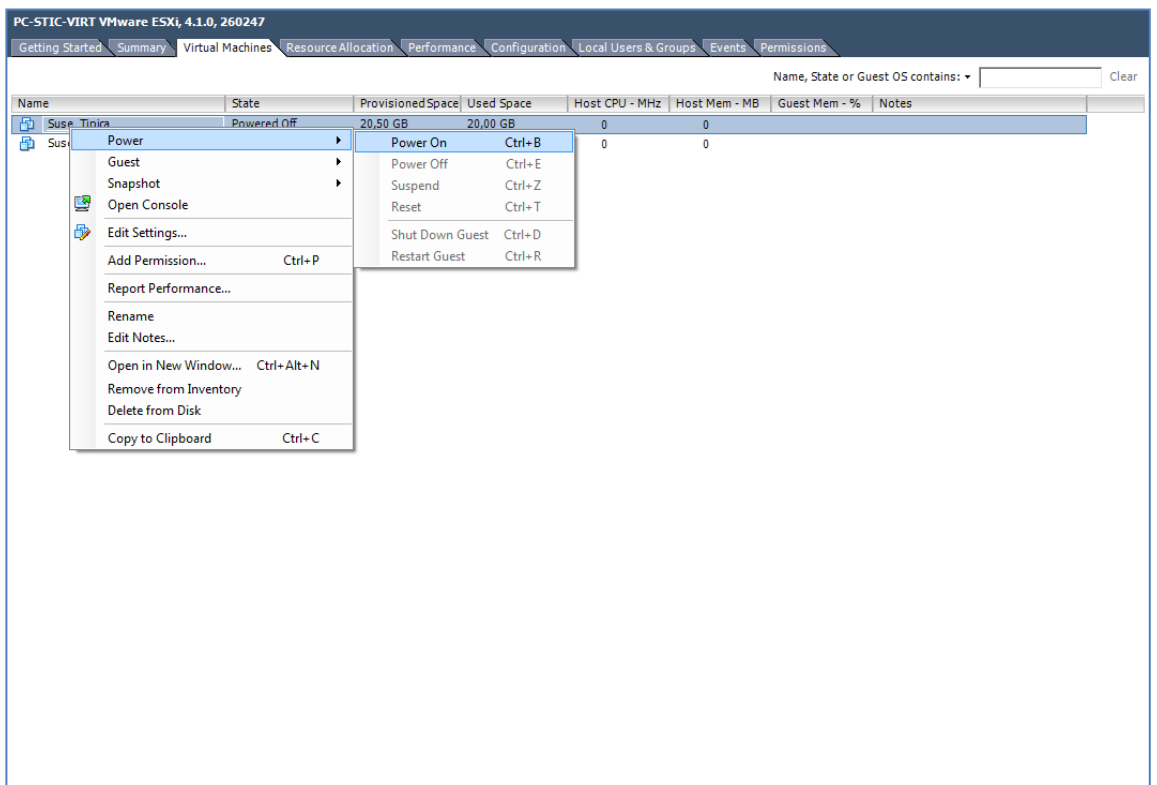 PC-STIC-VIRT VMware ESXi, 4.1.0, 260247
Getting Started Summary Virtual Machines Resource Allocation Performance Configuration Local Users & Groups Events Permissions
Name, State or Guest OS contains: Clear
Name State Provisioned Space Used Space Host CPU - MHz Host Mem - MB Guest Mem - % Notes
Suse_Tipica Powered Off 20,50 GB 20,00 GB 0 0
0 0
Power
Guest
Snapshot
Open Console
Edit Settings...
Add Permission... Ctrl+P
Report Performance...
Rename
Edit Notes...
Open in New Window... Ctrl+Alt+N
Remove from Inventory
Delete from Disk
Copy to Clipboard Ctrl+C
Power On Ctrl+B
Power Off Ctrl+E
Suspend Ctrl+Z
Reset Ctrl+T
Shut Down Guest Ctrl+D
Restart Guest Ctrl+R